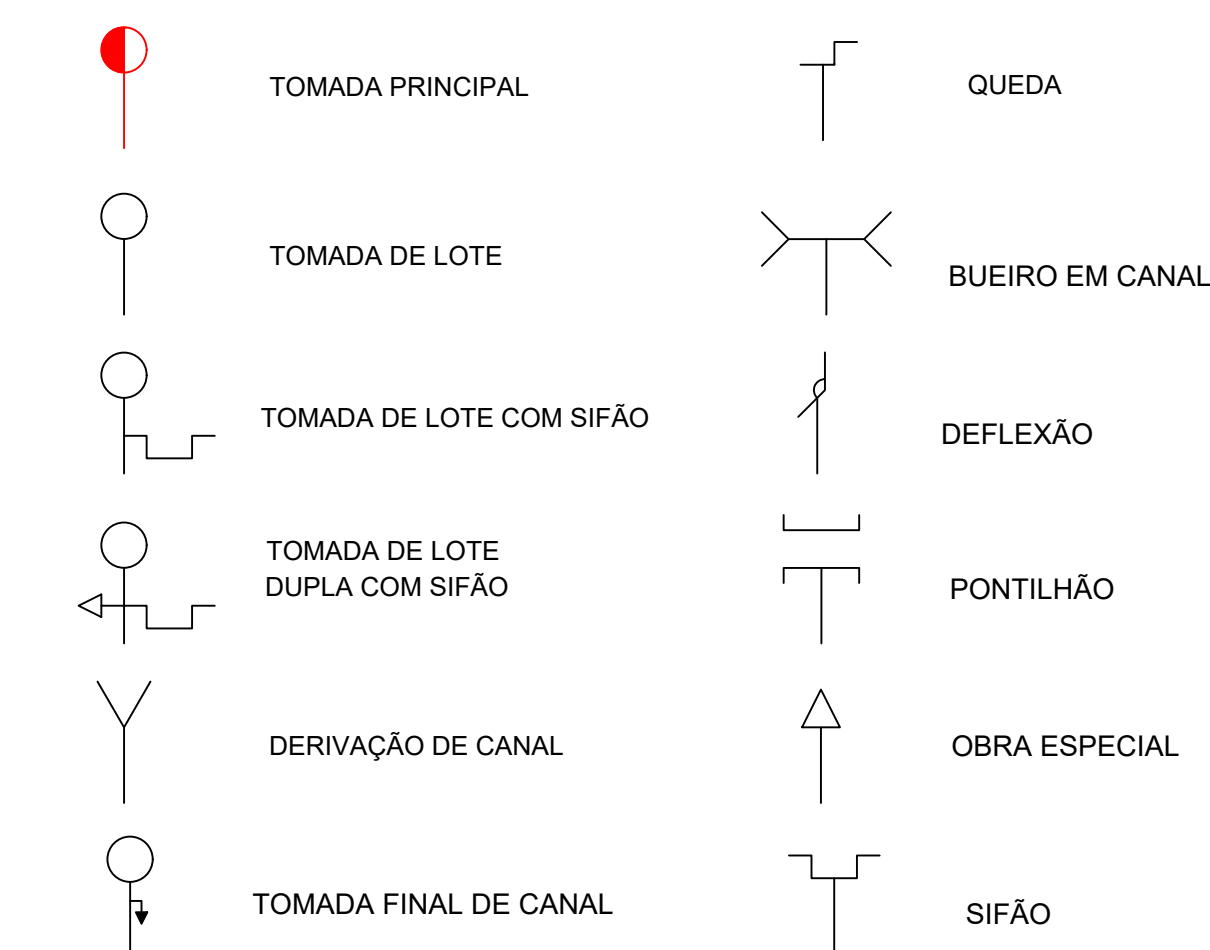 TOMADA PRINCIPAL
TOMADA DE LOTE
TOMADA DE LOTE COM SIFÃO
TOMADA DE LOTE
DUPLA COM SIFÃO
DERIVAÇÃO DE CANAL
TOMADA FINAL DE CANAL
QUEDA
BUEIRO EM CANAL
DEFLEXÃO
PONTILHÃO
OBRA ESPECIAL
SIFÃO